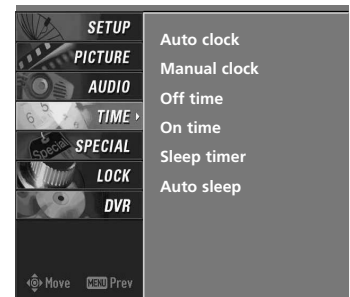 SETUP
PICTURE
AUDIO
TIME
SPECIAL
LOCK
DVR
Auto clock
Manual clock
Off time
On time
Sleep timer
Auto sleep
Special
Move MENU Prev